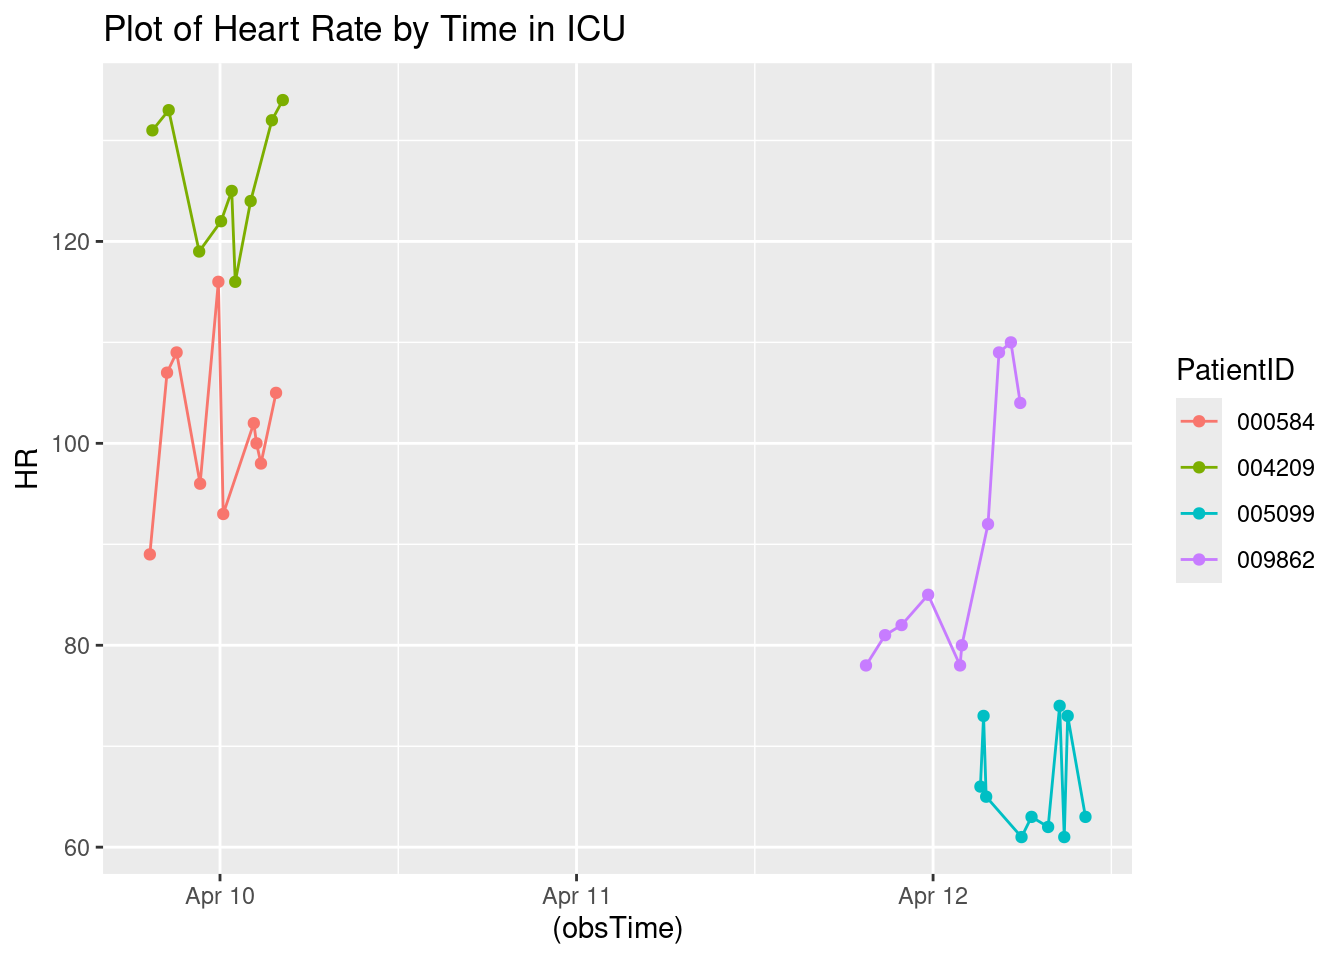 Plot of Heart Rate by Time in ICU
120
100
80
60
HR
Apr 10
Apr 11
Apr 12
(obsTime)
PatientID
000584
004209
005099
009862